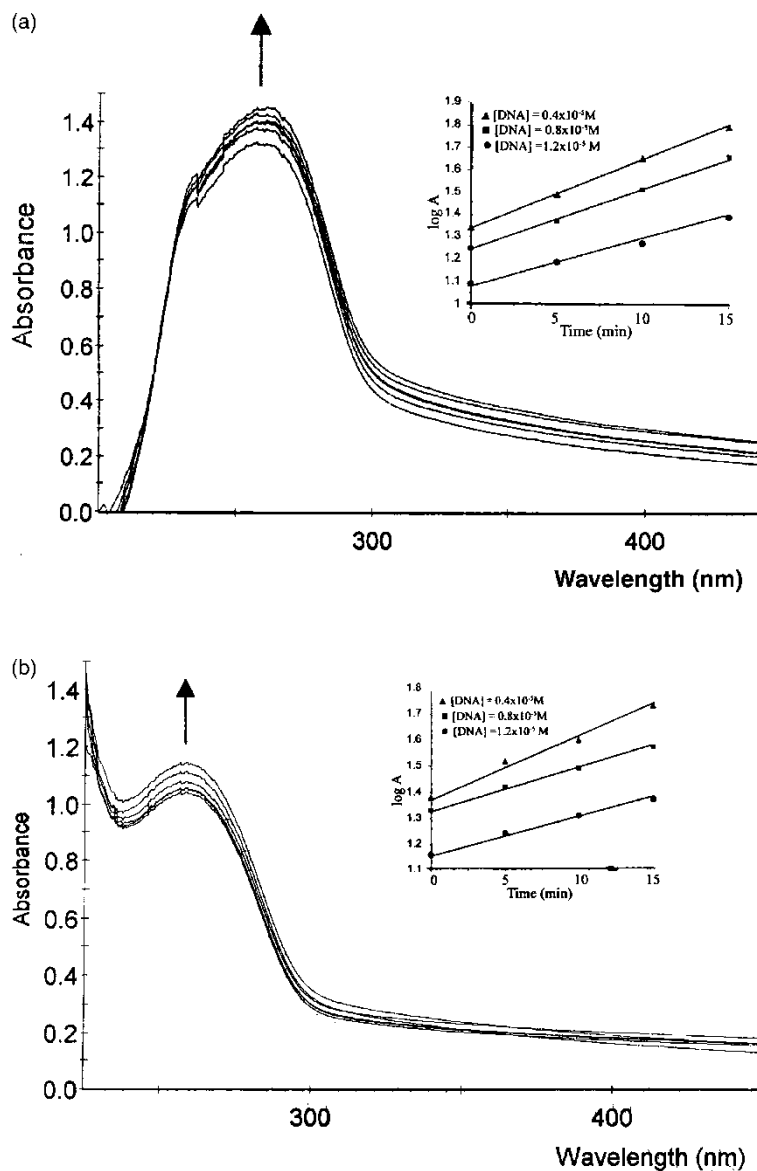 (a)
Absorbance
1.4
1.2
1.0
0.8
0.6
0.4
0.2
0.0
300
400
Wavelength (nm)
1.9
1.8
1.7
1.6
1.5
1.4
1.3
1.2
1.1
1
log A
▲ [DNA] = 0.4x10⁻⁵M
■ [DNA] = 0.8x10⁻⁵M
● [DNA] =1.2x10⁻⁵ M
0 5 10 15
Time (min)
(b)
Absorbance
1.4
1.2
1.0
0.8
0.6
0.4
0.2
0.0
300
400
Wavelength (nm)
1.8
1.7
1.6
1.5
1.4
1.3
1.2
1.1
log A
▲ [DNA] = 0.4x10⁻⁵M
■ [DNA] = 0.8x10⁻⁵M
● [DNA] =1.2x10⁻⁵ M
0 5 10 15
Time (min)